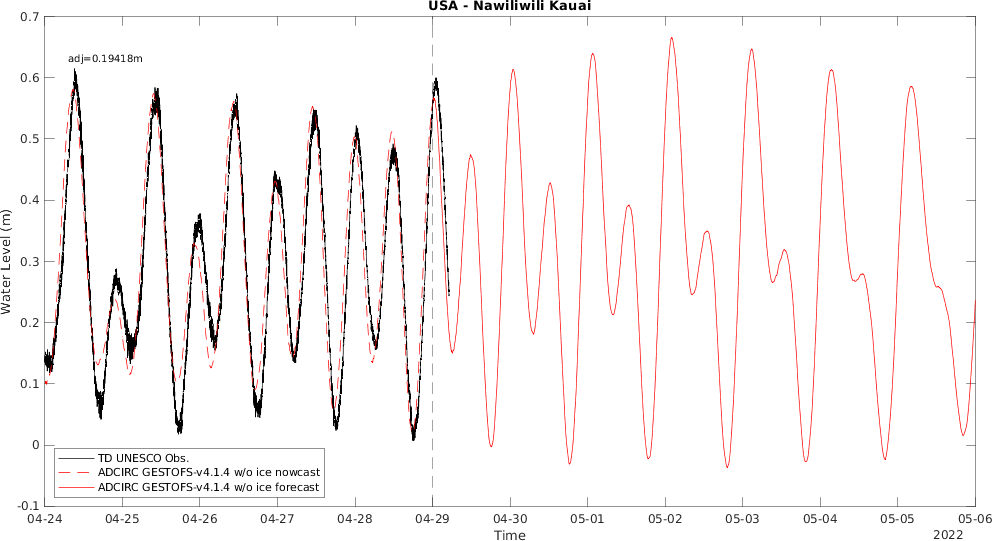 USA - Nawiliwili Kauai
adj=0.19418m
0.7
0.6
0.5
0.4
0.3
0.2
0.1
0
-0.1
Water Level (m)
TD UNESCO Obs.
ADCIRC GESTOFS-v4.1.4 w/o ice nowcast
ADCIRC GESTOFS-v4.1.4 w/o ice forecast
04-24 04-25 04-26 04-27 04-28 04-29 04-30 05-01 05-02 05-03 05-04 05-05 05-06
Time
2022